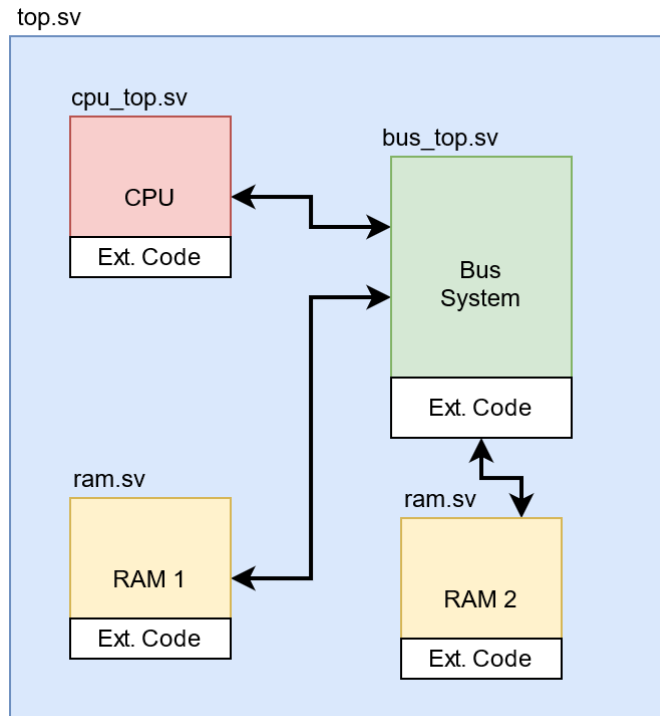 top.sv
cpu_top.sv
CPU
Ext. Code
bus_top.sv
Bus
System
Ext. Code
ram.sv
RAM 1
Ext. Code
ram.sv
RAM 2
Ext. Code